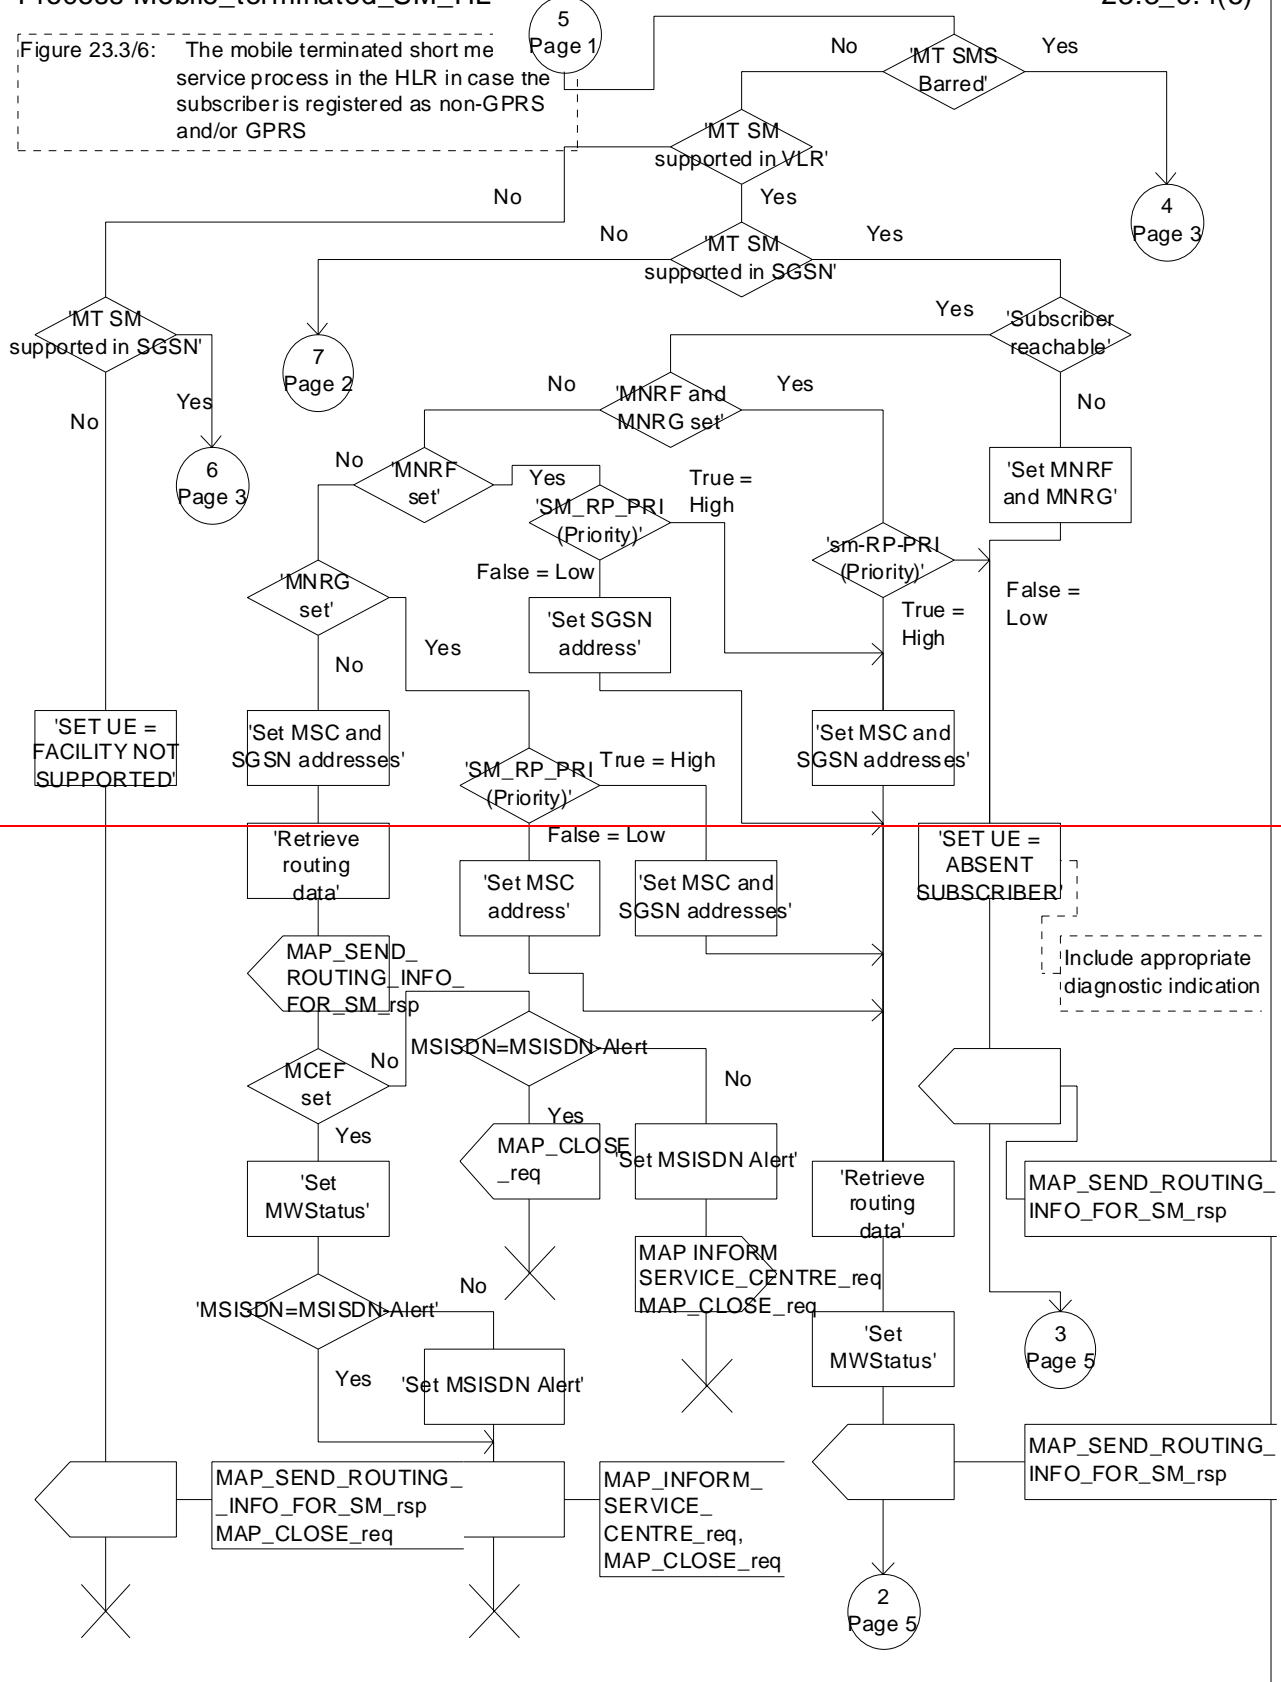 5
Page 1
Figure 23.3/6: The mobile terminated short me
service process in the HLR in case the
subscriber is registered as non-GPRS
and/or GPRS
No
'MT SMS
Barred'
Yes
'MT SM
supported in VLR'
No
Yes
4
Page 3
No
'MT SM
supported in SGSN'
Yes
'MT SM
supported in SGSN'
No
Yes
7
Page 2
Yes
'Subscriber
reachable'
No
6
Page 3
No
'MNRF and
MNRG set'
Yes
'Set MNRF
and MNRG'
No
'MNRF
set'
Yes
'SM_RP_PRI
(Priority)'
True =
High
False = Low
'sm-RP-PRI
(Priority)'
True =
High
False =
Low
'MNRG
set'
Yes
No
'Set SGSN
address'
'SET UE =
FACILITY NOT
SUPPORTED'
'Set MSC and
SGSN addresses'
'SM_RP_PRI
(Priority)'
True = High
False = Low
'Set MSC and
SGSN addresses'
'Retrieve
routing
data'
'Set MSC
address'
'Set MSC and
SGSN addresses'
'SET UE =
ABSENT
SUBSCRIBER'
Include appropriate
diagnostic indication
MAP_SEND_
ROUTING_INFO_
FOR_SM_rsp
MCEF
set
No
Yes
MSISDN=MSISDN-Alert
No
Yes
MAP_CLOSE
_req
'Set MSISDN Alert'
'Set
MWStatus'
'Retrieve
routing
data'
MAP_SEND_ROUTING_
INFO_FOR_SM_rsp
MAP INFORM
SERVICE_CENTRE_req
MAP_CLOSE_req
'MSISDN=MSISDN-Alert'
No
Yes
'Set MSISDN Alert'
'Set
MWStatus'
3
Page 5
MAP_SEND_ROUTING_
_INFO_FOR_SM_rsp
MAP_CLOSE_req
MAP_INFORM_
SERVICE_
CENTRE_req,
MAP_CLOSE_req
MAP_SEND_ROUTING_
INFO_FOR_SM_rsp
2
Page 5